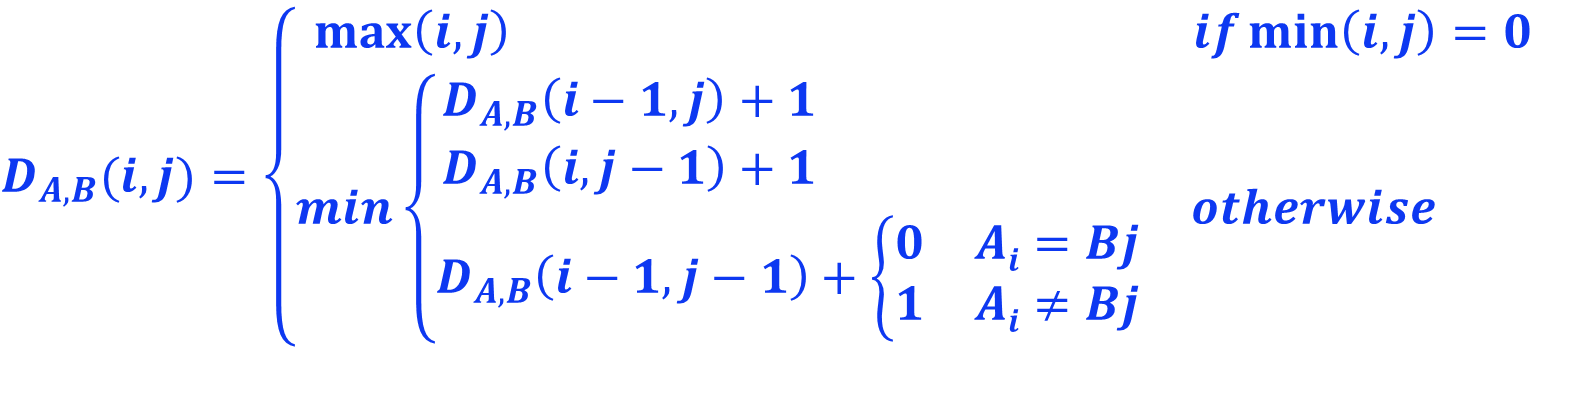 max(i,j) if min(i,j) = 0
D_{A,B}(i − 1,j) + 1
D_{A,B}(i,j − 1) + 1
D_{A,B}(i,j) = min otherwise
0 A_i = Bj
D_{A,B}(i − 1,j − 1) +
1 A_i ≠ Bj